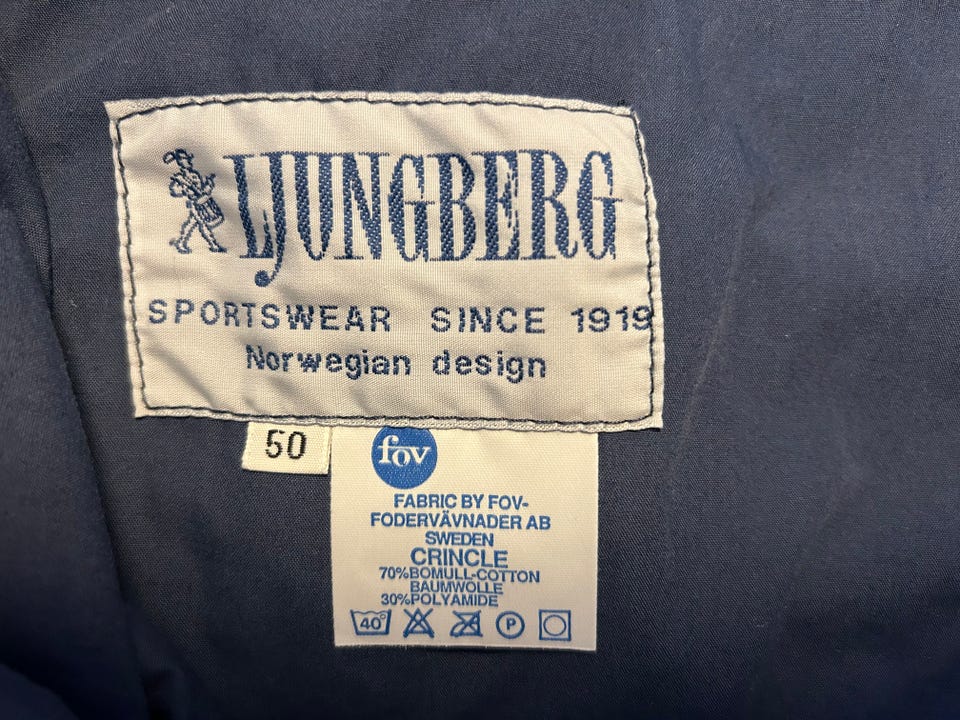 LJUNGBERG
SPORTSWEAR SINCE 1919
Norwegian design
50
fov
FABRIC BY FOV-
FODERVÄVNADER AB
SWEDEN
CRINCLE
70%BOMULL-COTTON
BAUMWOLLE
30%POLYAMIDE
40° P